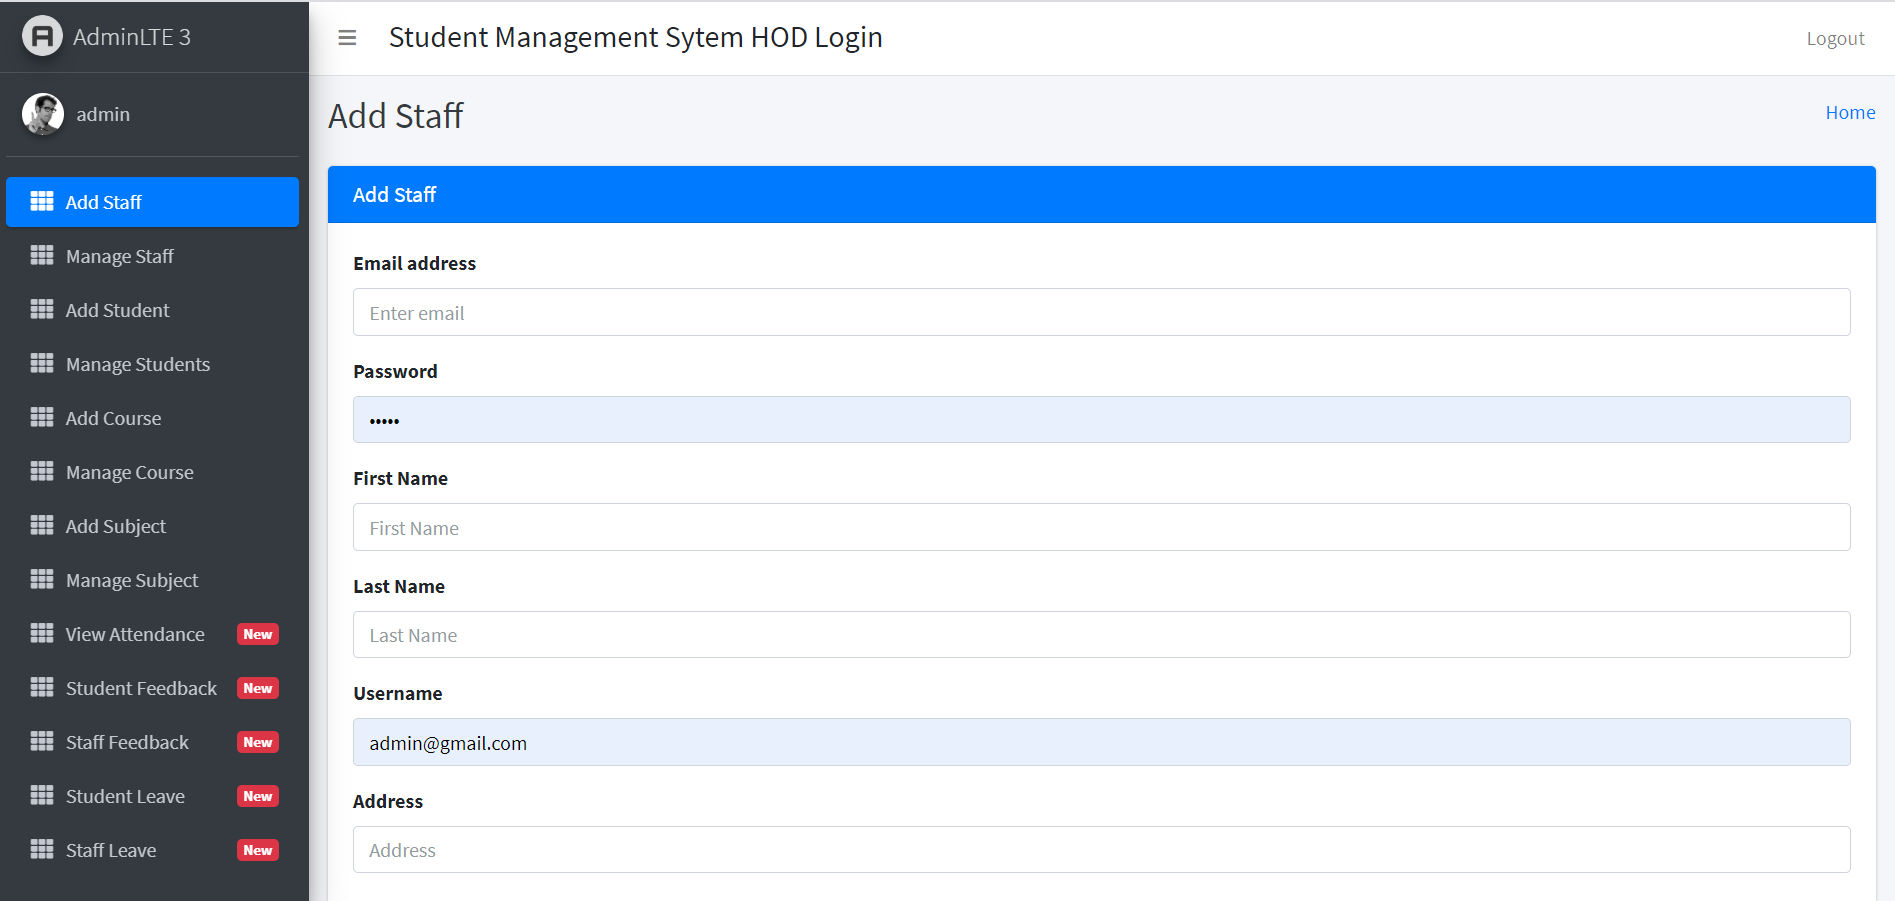 AdminLTE 3
admin
Add Staff
Manage Staff
Add Student
Manage Students
Add Course
Manage Course
Add Subject
Manage Subject
View Attendance New
Student Feedback New
Staff Feedback New
Student Leave New
Staff Leave New
Student Management Sytem HOD Login
Logout
Add Staff
Home
Add Staff
Email address
Enter email
Password
•••••
First Name
First Name
Last Name
Last Name
Username
admin@gmail.com
Address
Address